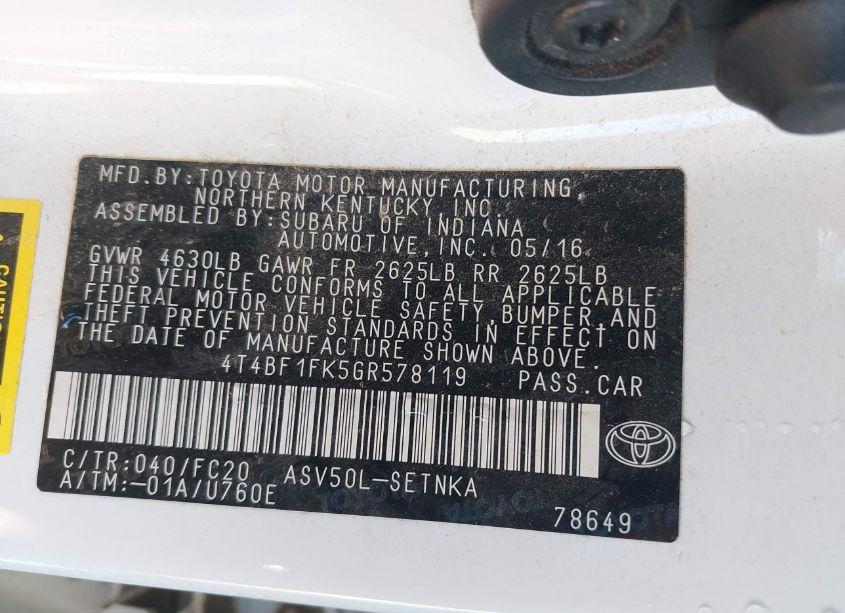 MFD.BY:TOYOTA MOTOR MANUFACTURING,
NORTHERN KENTUCKY INC.
ASSEMBLED BY:SUBARU OF INDIANA
AUTOMOTIVE,INC. 05/16
GVWR 4630LB GAWR FR 2625LB RR 2625LB
THIS VEHICLE CONFORMS TO ALL APPLICABLE
FEDERAL MOTOR VEHICLE SAFETY,BUMPER,AND
THEFT PREVENTION STANDARDS IN EFFECT ON
THE DATE OF MANUFACTURE SHOWN ABOVE.
4T4BF1FK5GR578119 PASS.CAR
C/TR:040/FC20 ASV50L-SETNKA
A/TM:-01A/U760E
78649